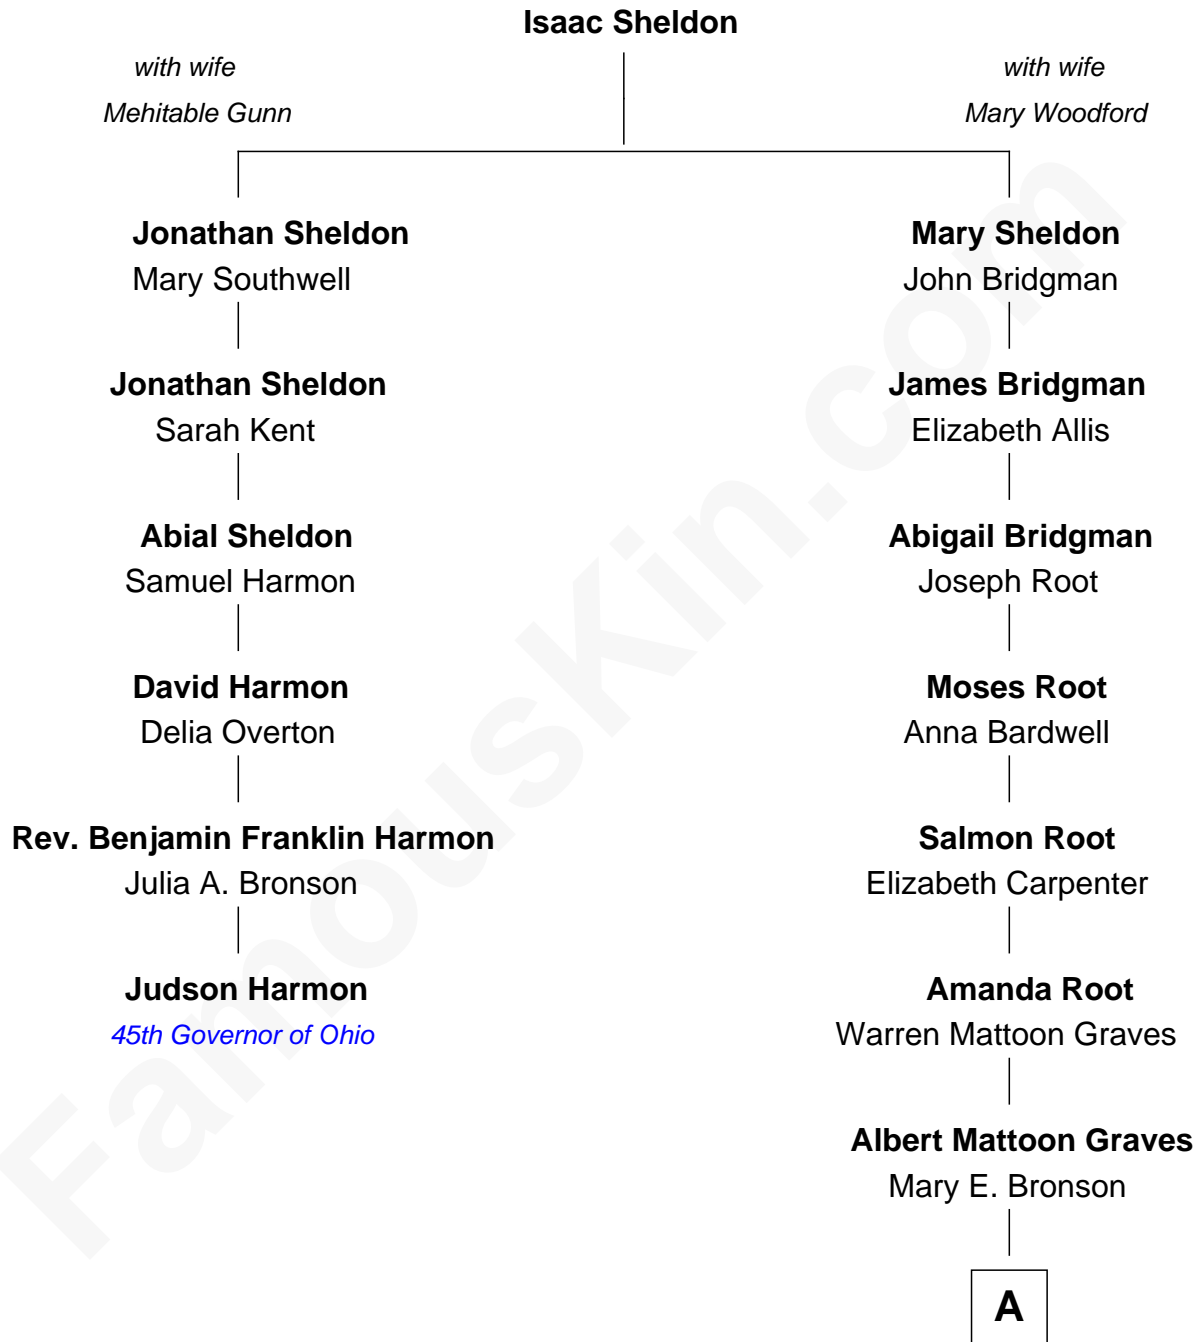 Isaac Sheldon
with wife
Mehitable Gunn
with wife
Mary Woodford
Jonathan Sheldon
Mary Southwell
Jonathan Sheldon
Sarah Kent
Abial Sheldon
Samuel Harmon
David Harmon
Delia Overton
Rev. Benjamin Franklin Harmon
Julia A. Bronson
Judson Harmon
45th Governor of Ohio
Mary Sheldon
John Bridgman
James Bridgman
Elizabeth Allis
Abigail Bridgman
Joseph Root
Moses Root
Anna Bardwell
Salmon Root
Elizabeth Carpenter
Amanda Root
Warren Mattoon Graves
Albert Mattoon Graves
Mary E. Bronson
A
FamousKin.com